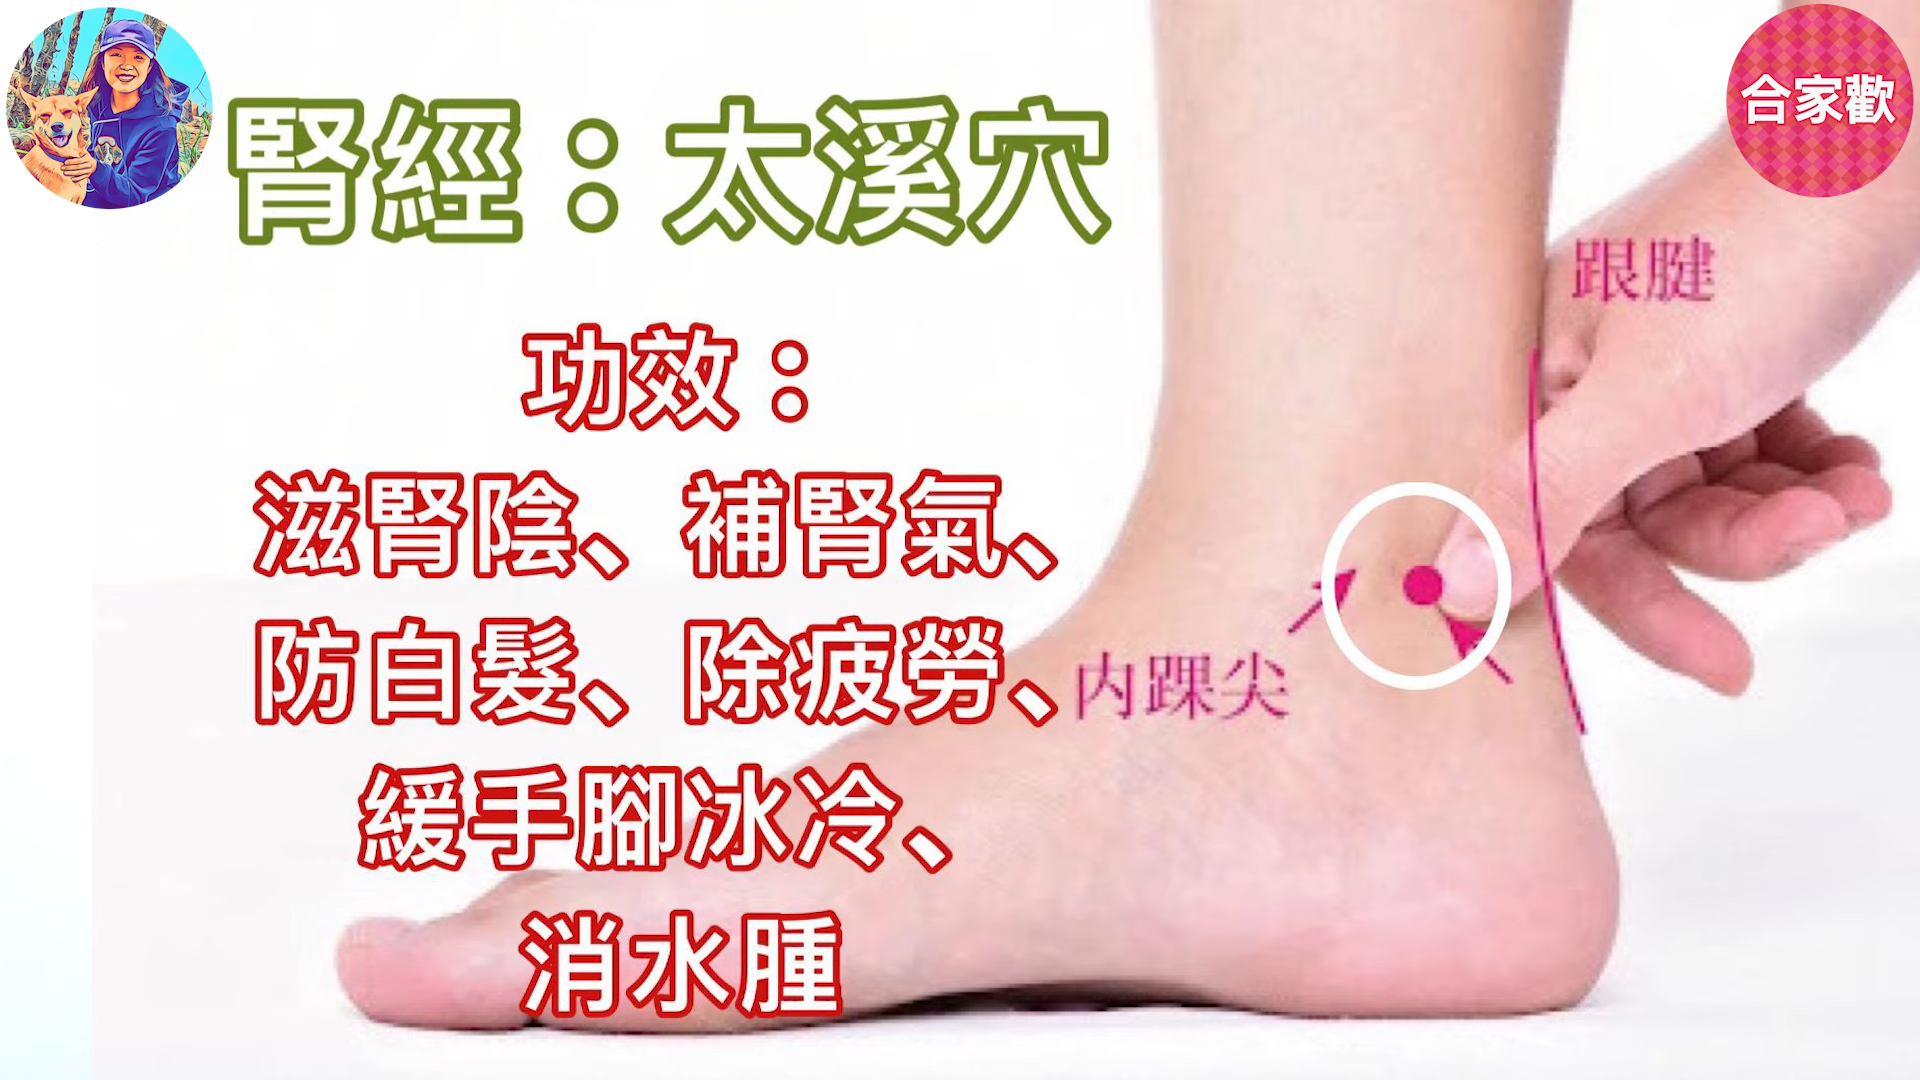 合家歡
腎經：太溪穴
跟腱
功效：
滋腎陰、補腎氣、
防白髮、除疲勞、
内踝尖
緩手腳冰冷、
消水腫